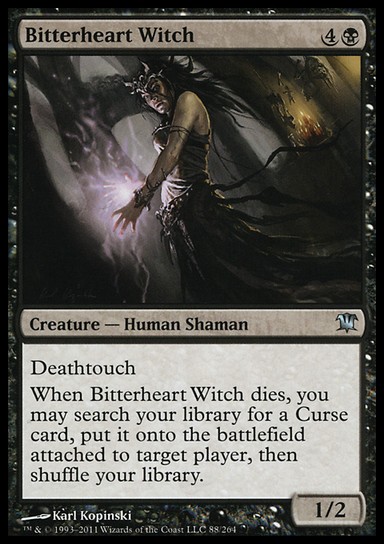 Bitterheart Witch 4
Creature — Human Shaman
Deathtouch
When Bitterheart Witch dies, you
may search your library for a Curse
card, put it onto the battlefield
attached to target player, then
shuffle your library.
Karl Kopinski
™ & © 1993–2011 Wizards of the Coast LLC 88/264
1/2